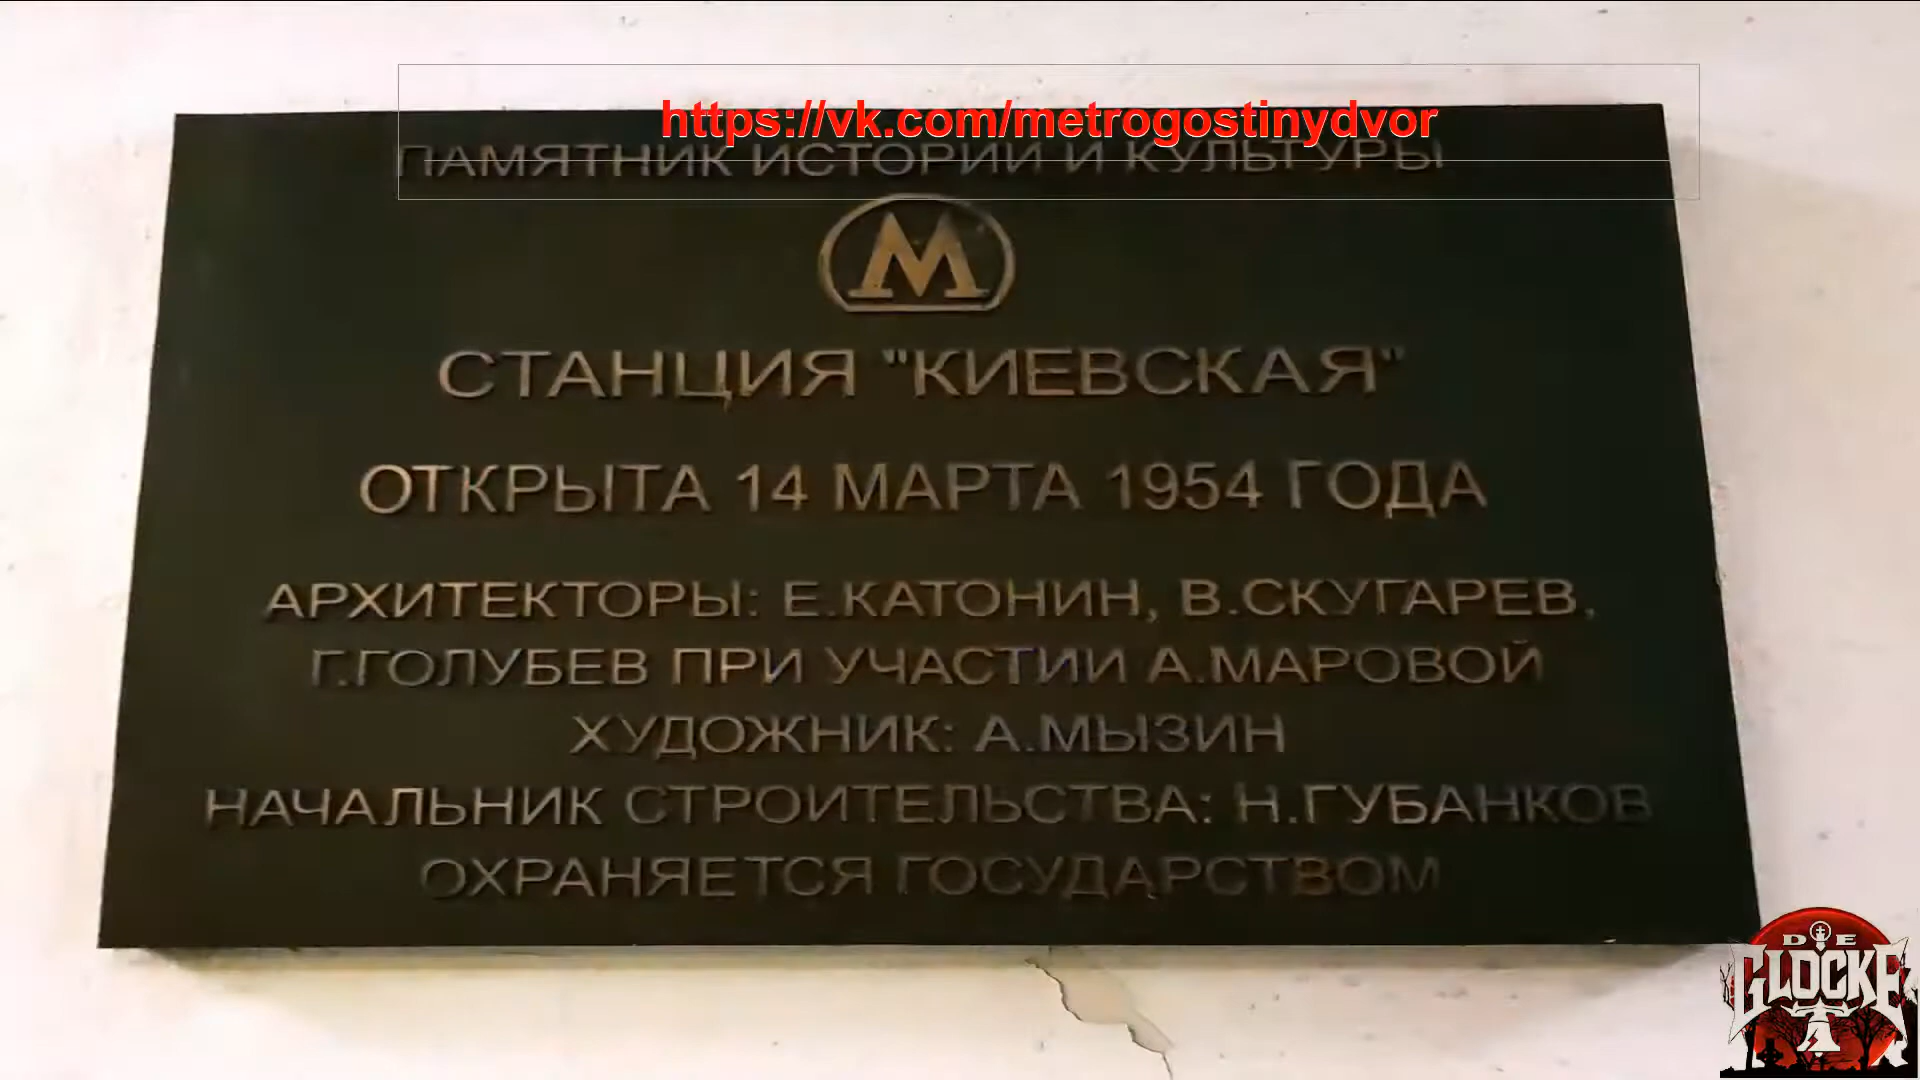 https://vk.com/metrogostinydvor
ПАМЯТНИК ИСТОРИИ И КУЛЬТУРЫ
М
СТАНЦИЯ "КИЕВСКАЯ"
ОТКРЫТА 14 МАРТА 1954 ГОДА
АРХИТЕКТОРЫ: Е.КАТОНИН, В.СКУГАРЕВ,
Г.ГОЛУБЕВ ПРИ УЧАСТИИ А.МАРОВОЙ
ХУДОЖНИК: А.МЫЗИН
НАЧАЛЬНИК СТРОИТЕЛЬСТВА: Н.ГУБАНКОВ
ОХРАНЯЕТСЯ ГОСУДАРСТВОМ
DIE
GLOCKE